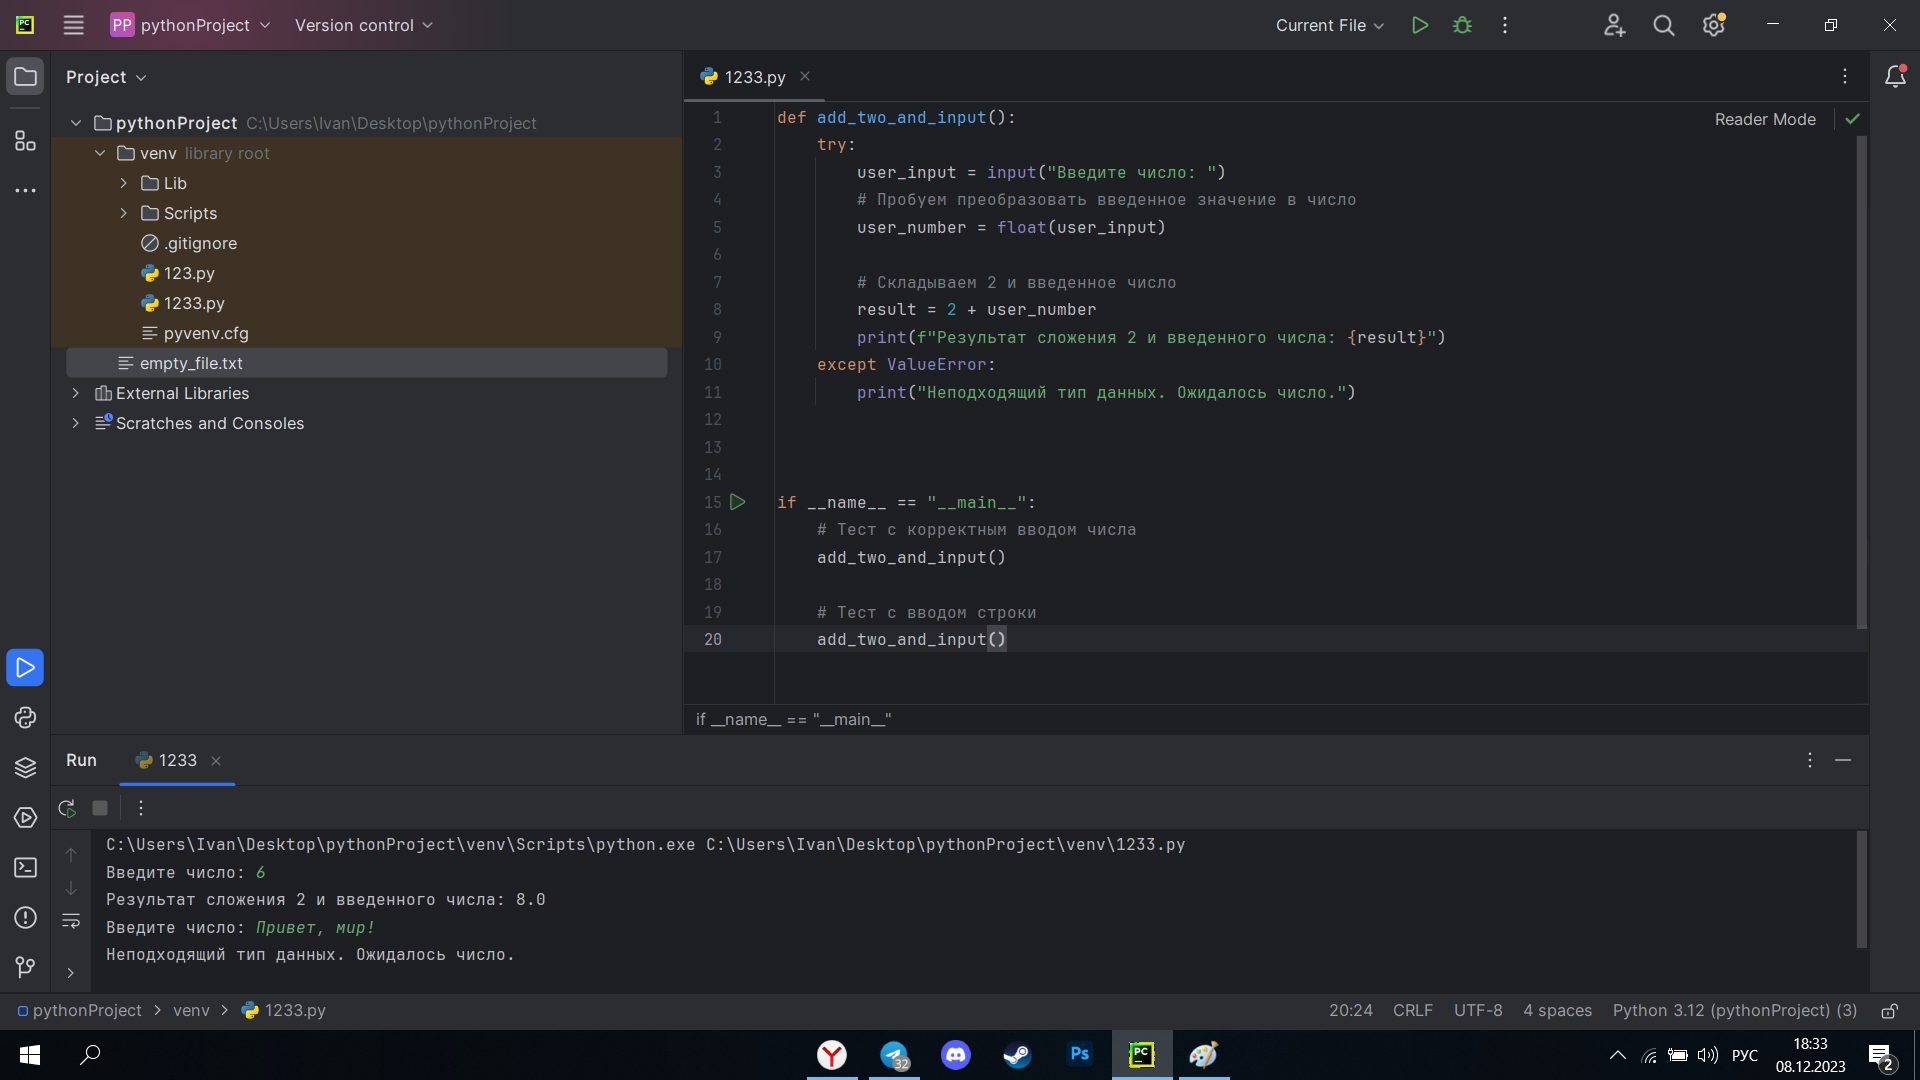 PC
PP pythonProject Version control Current File
Project
pythonProject C:\Users\Ivan\Desktop\pythonProject
venv library root
Lib
Scripts
.gitignore
123.py
1233.py
pyvenv.cfg
empty_file.txt
External Libraries
Scratches and Consoles
1233.py
Reader Mode
1 def add_two_and_input():
2 try:
3 user_input = input("Введите число: ")
4 # Пробуем преобразовать введенное значение в число
5 user_number = float(user_input)
6
7 # Складываем 2 и введенное число
8 result = 2 + user_number
9 print(f"Результат сложения 2 и введенного числа: {result}")
10 except ValueError:
11 print("Неподходящий тип данных. Ожидалось число.")
12
13
14
15 if __name__ == "__main__":
16 # Тест с корректным вводом числа
17 add_two_and_input()
18
19 # Тест с вводом строки
20 add_two_and_input()
if __name__ == "__main__"
Run 1233
C:\Users\Ivan\Desktop\pythonProject\venv\Scripts\python.exe C:\Users\Ivan\Desktop\pythonProject\venv\1233.py
Введите число: 6
Результат сложения 2 и введенного числа: 8.0
Введите число: Привет, мир!
Неподходящий тип данных. Ожидалось число.
pythonProject venv 1233.py 20:24 CRLF UTF-8 4 spaces Python 3.12 (pythonProject) (3)
Y 32 Ps PC РУС 18:33
08.12.2023 2